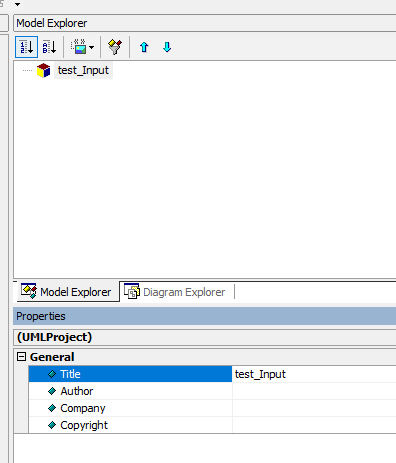 Model Explorer
test_Input
Model Explorer Diagram Explorer
Properties
(UMLProject)
General
Title test_Input
Author
Company
Copyright